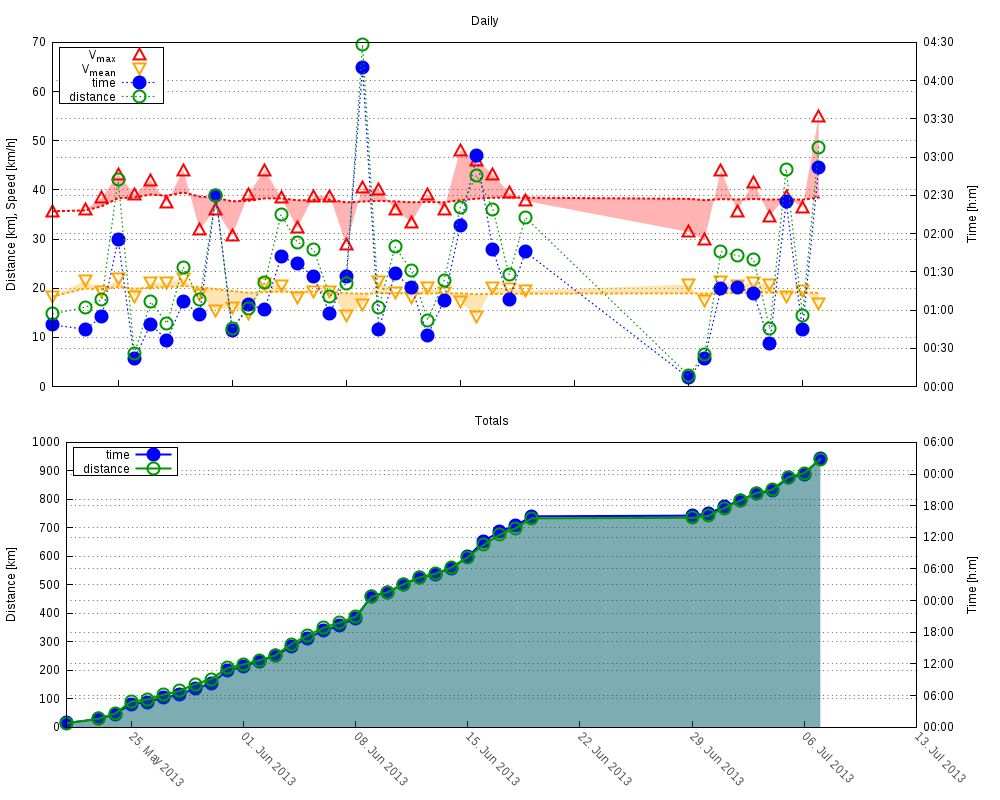 Daily
70
60
50
40
30
20
10
0
Distance [km], Speed [km/h]
Vmax
Vmean
time
distance
04:30
04:00
03:30
03:00
02:30
02:00
01:30
01:00
00:30
00:00
Time [h:m]
Totals
1000
900
800
700
600
500
400
300
200
100
0
Distance [km]
time
distance
06:00
00:00
18:00
12:00
06:00
00:00
18:00
12:00
06:00
00:00
Time [h:m]
25. May 2013
01. Jun 2013
08. Jun 2013
15. Jun 2013
22. Jun 2013
29. Jun 2013
06. Jul 2013
13. Jul 2013